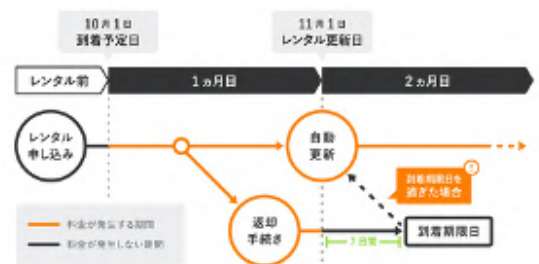 10月1日
到着予定日
11月1日
レンタル更新日
レンタル前
1ヵ月目
2ヵ月目
レンタル
申し込み
自動
更新
到着期限日を
過ぎた場合
返却
手続き
7日間
到着期限日
料金が発生する期間
料金が発生しない期間